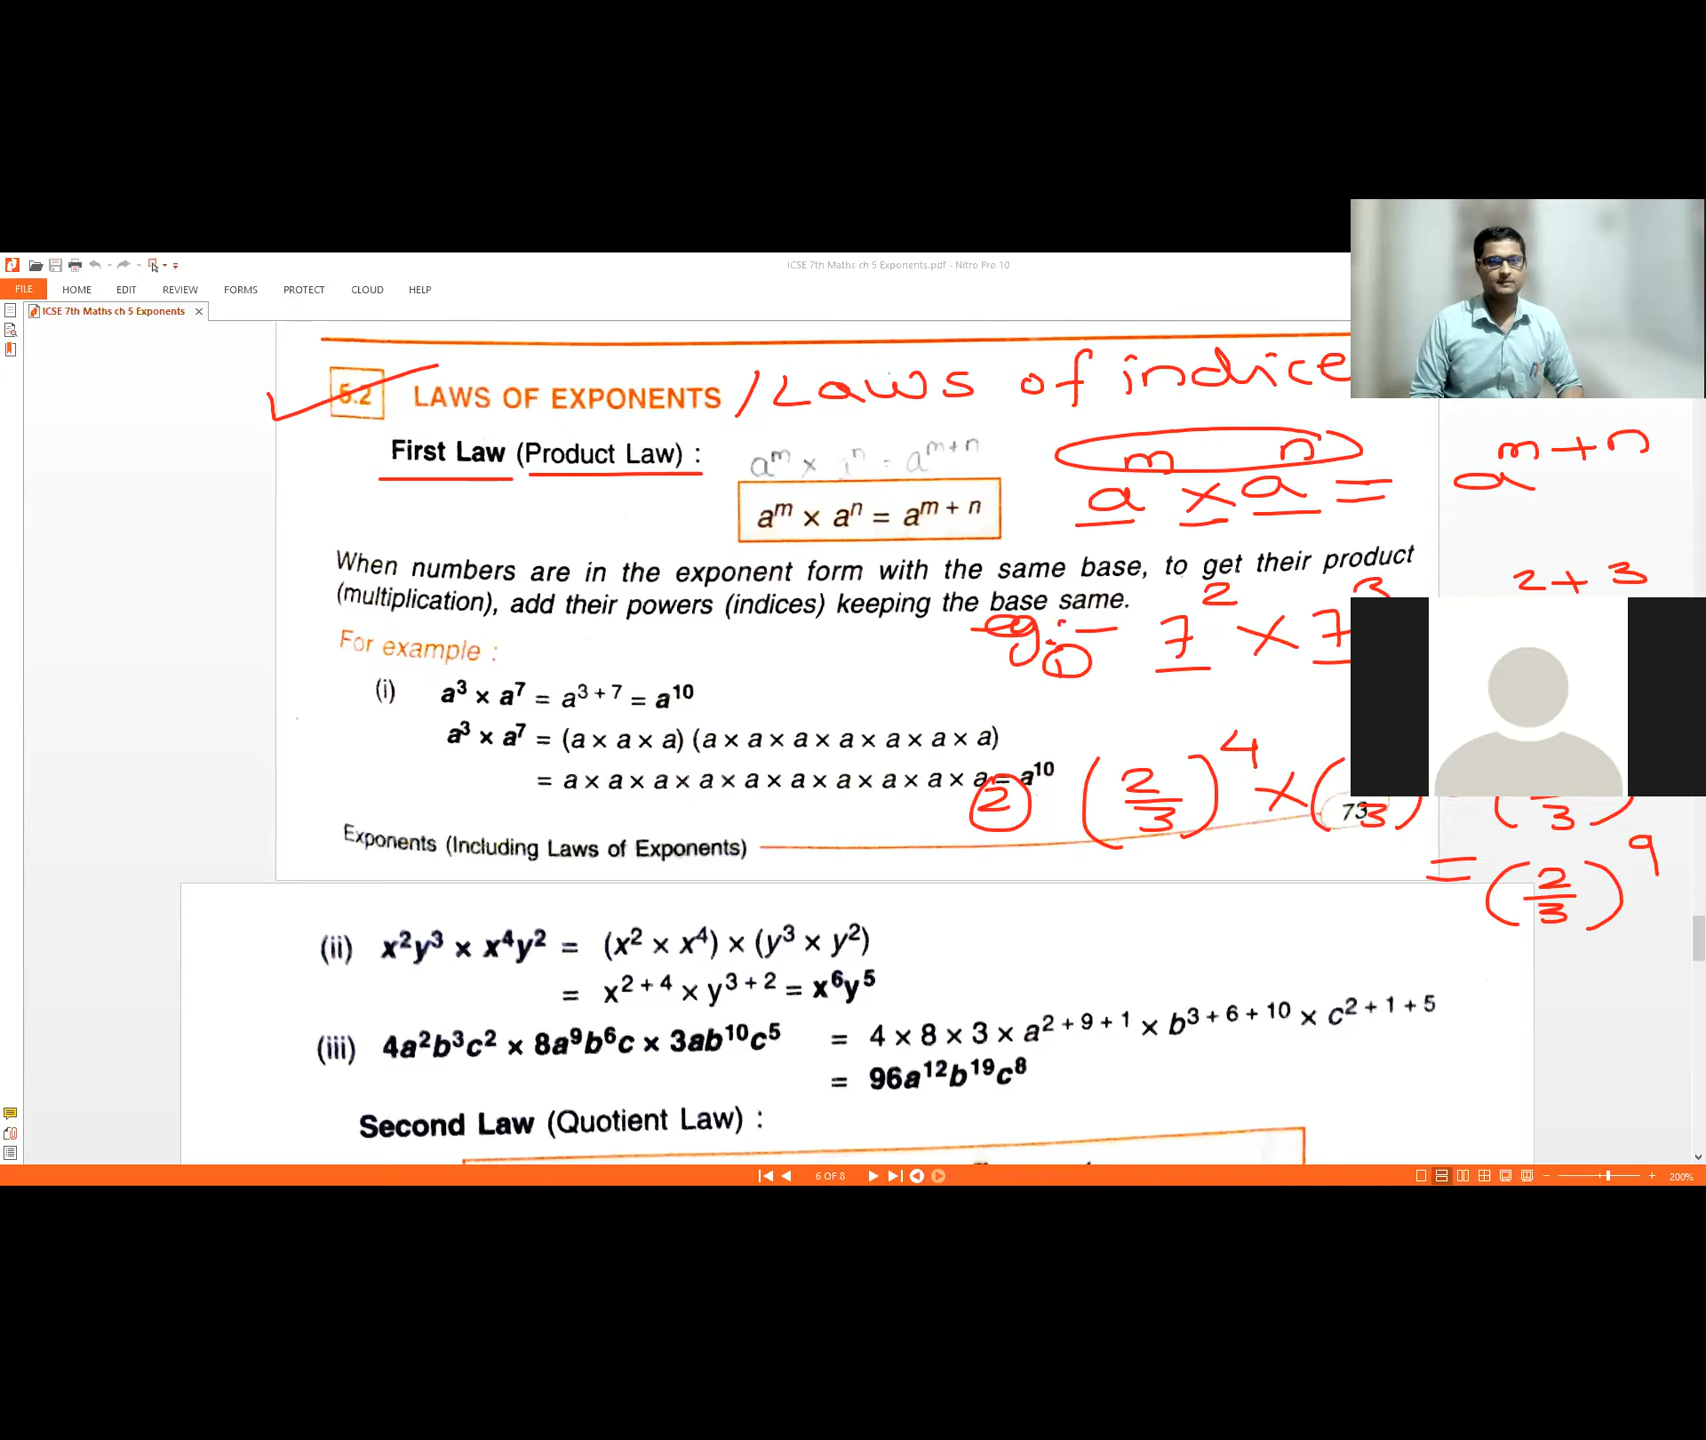 ICSE 7th Maths ch 5 Exponents.pdf - Nitro Pro 10
FILE HOME EDIT REVIEW FORMS PROTECT CLOUD HELP
ICSE 7th Maths ch 5 Exponents ×
5.2 LAWS OF EXPONENTS / Laws of indice
First Law (Product Law) :
a^m × a^n = a^(m+n)
a^m × a^n = a^(m + n)
a^m × a^n = a^(m+n)
When numbers are in the exponent form with the same base, to get their product
(multiplication), add their powers (indices) keeping the base same.
eg:- ① 7^2 × 7^3
2+3
For example :
(i) a^3 × a^7 = a^(3 + 7) = a^10
a^3 × a^7 = (a × a × a) (a × a × a × a × a × a × a)
= a × a × a × a × a × a × a × a × a × a = a^10
② (2/3)^4 × (
3)
3)
= (2/3)^9
73
Exponents (Including Laws of Exponents)
(ii) x^2y^3 × x^4y^2 = (x^2 × x^4) × (y^3 × y^2)
= x^(2 + 4) × y^(3 + 2) = x^6y^5
(iii) 4a^2b^3c^2 × 8a^9b^6c × 3ab^10c^5 = 4 × 8 × 3 × a^(2 + 9 + 1) × b^(3 + 6 + 10) × c^(2 + 1 + 5)
= 96a^12b^19c^8
Second Law (Quotient Law) :
6 OF 8
200%